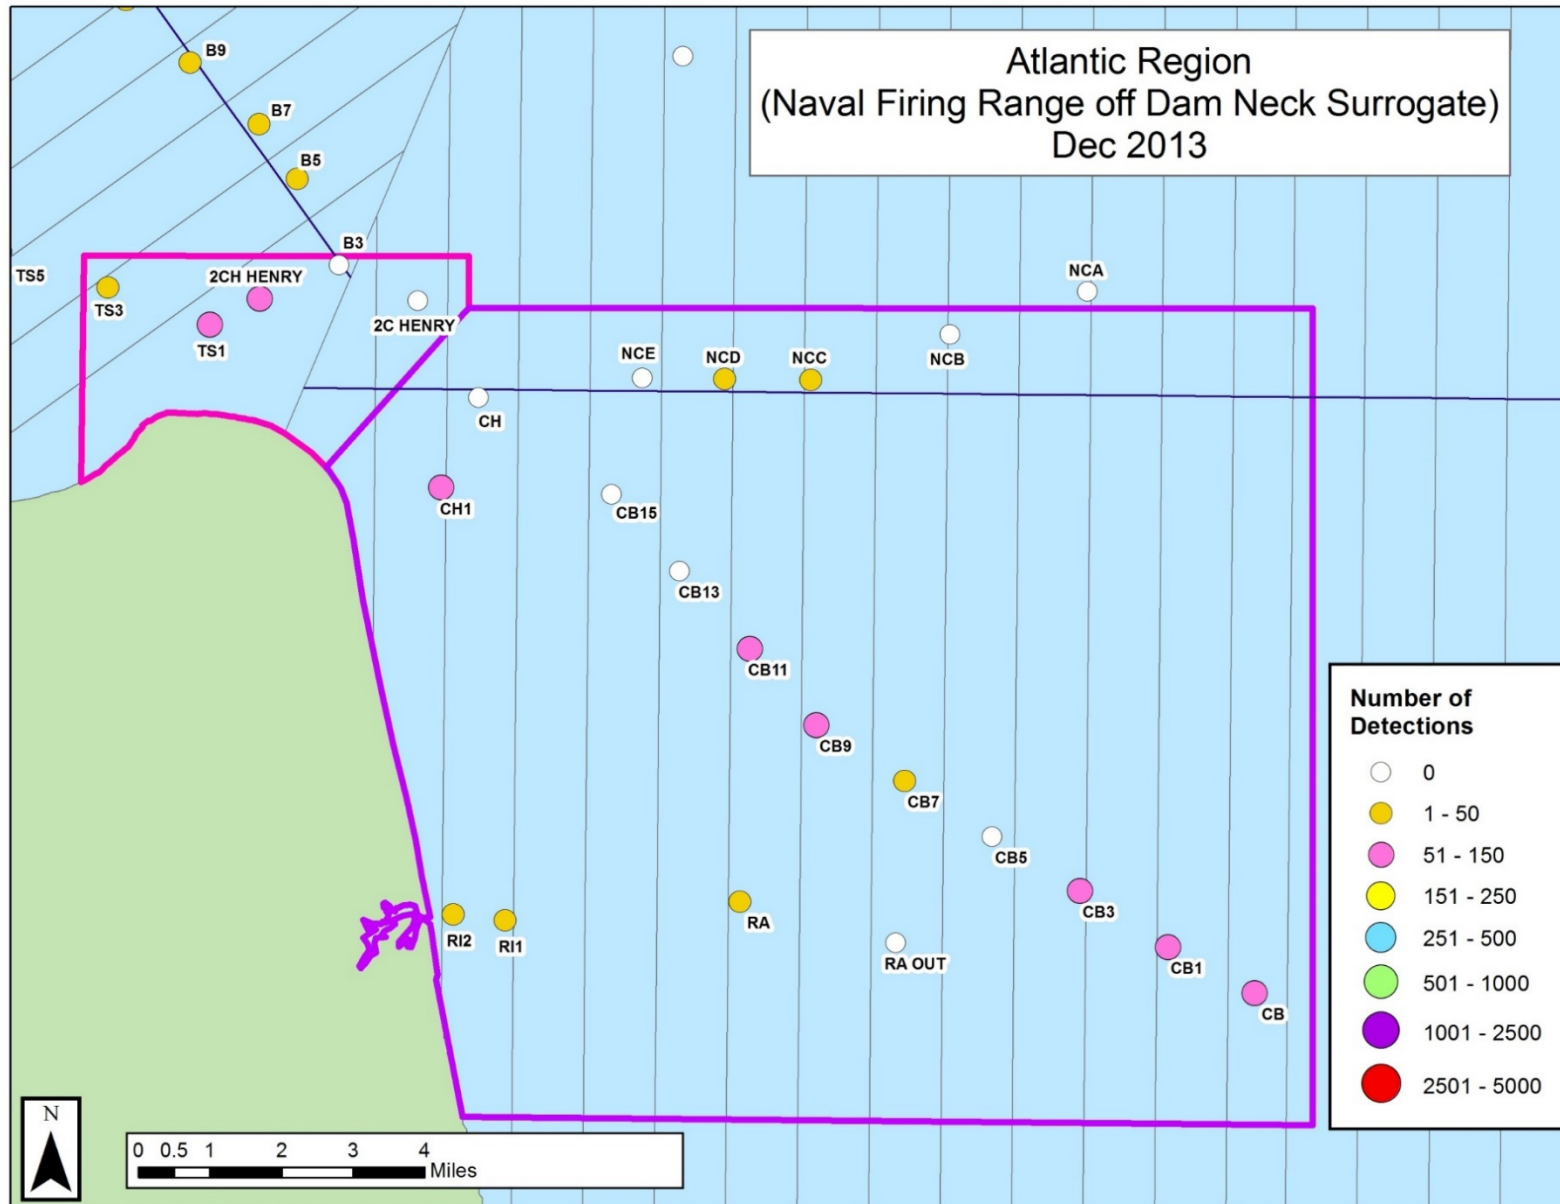 Atlantic Region
(Naval Firing Range off Dam Neck Surrogate)
Dec 2013
B9
B7
B5
B3
TS5
2CH HENRY
TS3
TS1
2C HENRY
NCA
NCB
NCE
NCD
NCC
CH
CH1
CB15
CB13
CB11
CB9
CB7
CB5
CB3
CB1
CB
RA
RA OUT
RI2
RI1
Number of
Detections
0
1 - 50
51 - 150
151 - 250
251 - 500
501 - 1000
1001 - 2500
2501 - 5000
N
0 0.5 1 2 3 4
Miles